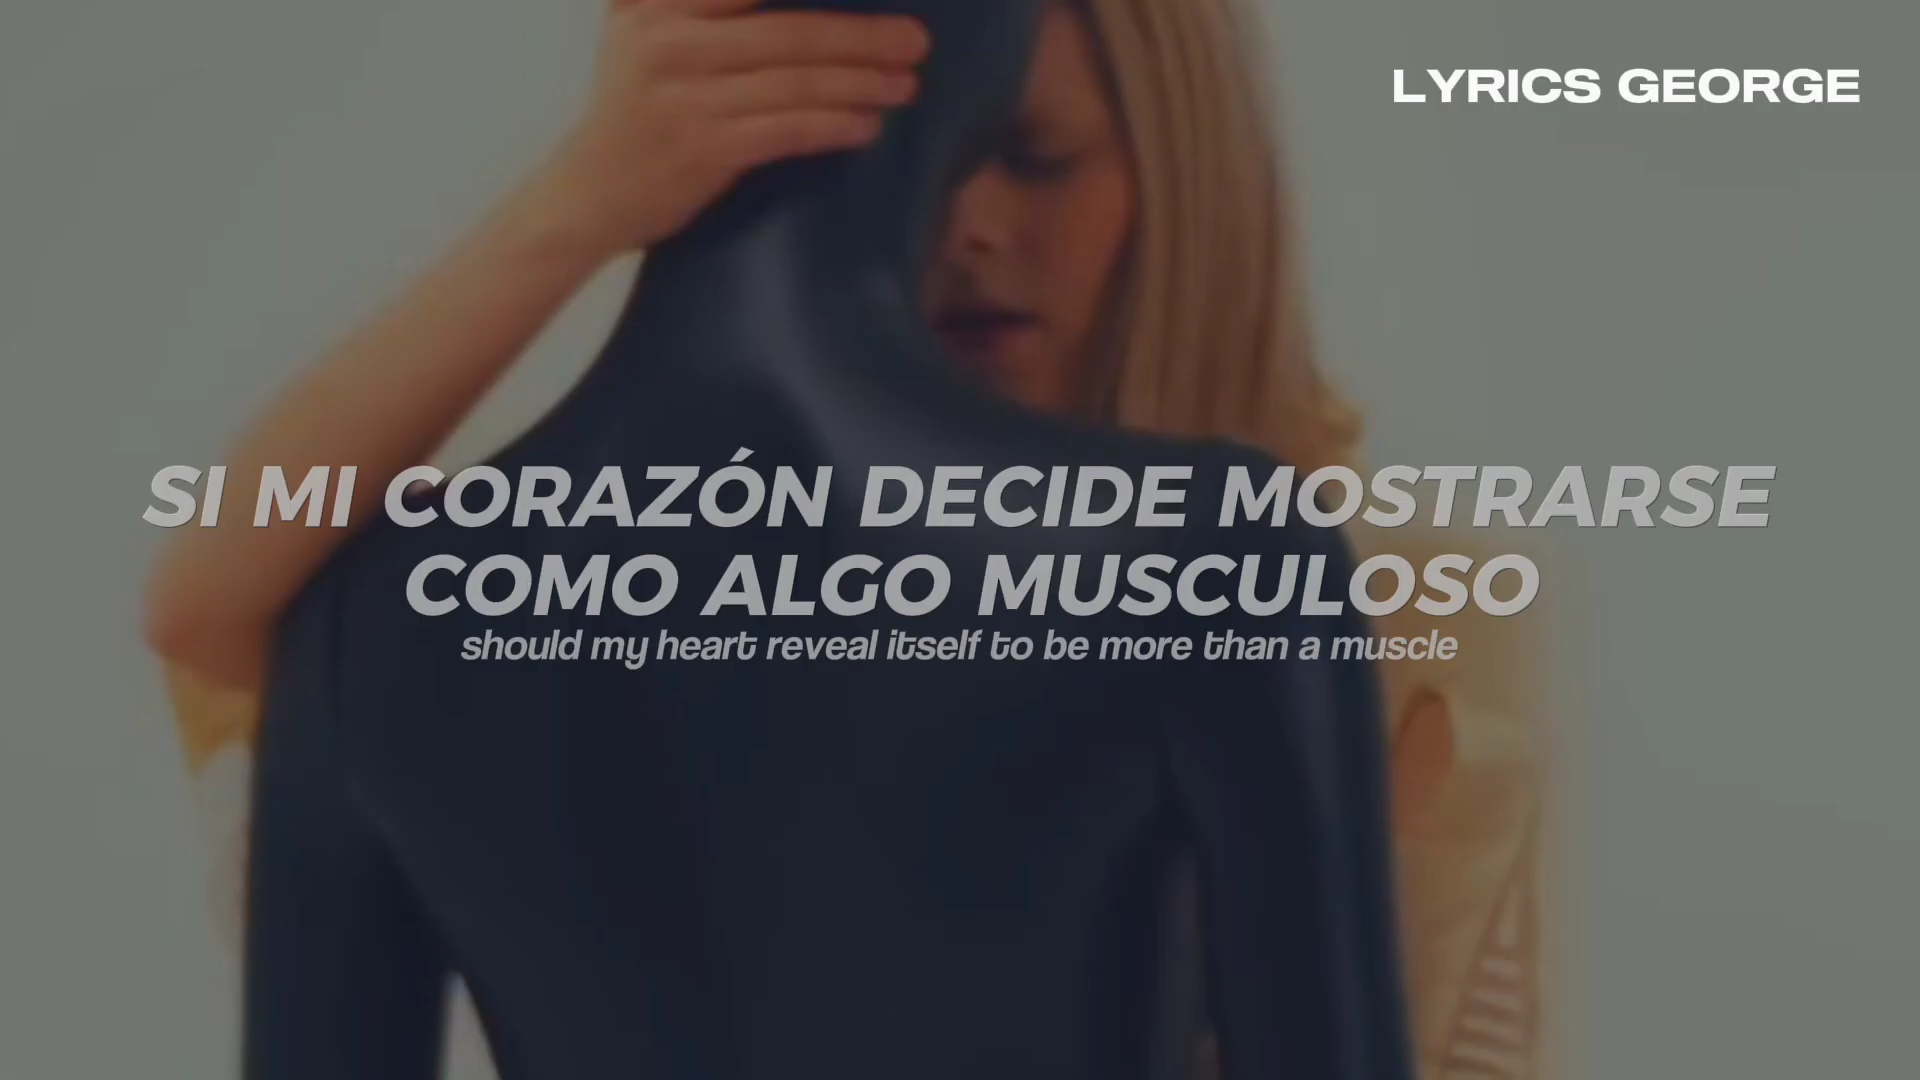 LYRICS GEORGE
SI MI CORAZÓN DECIDE MOSTRARSE
COMO ALGO MUSCULOSO
should my heart reveal itself to be more than a muscle